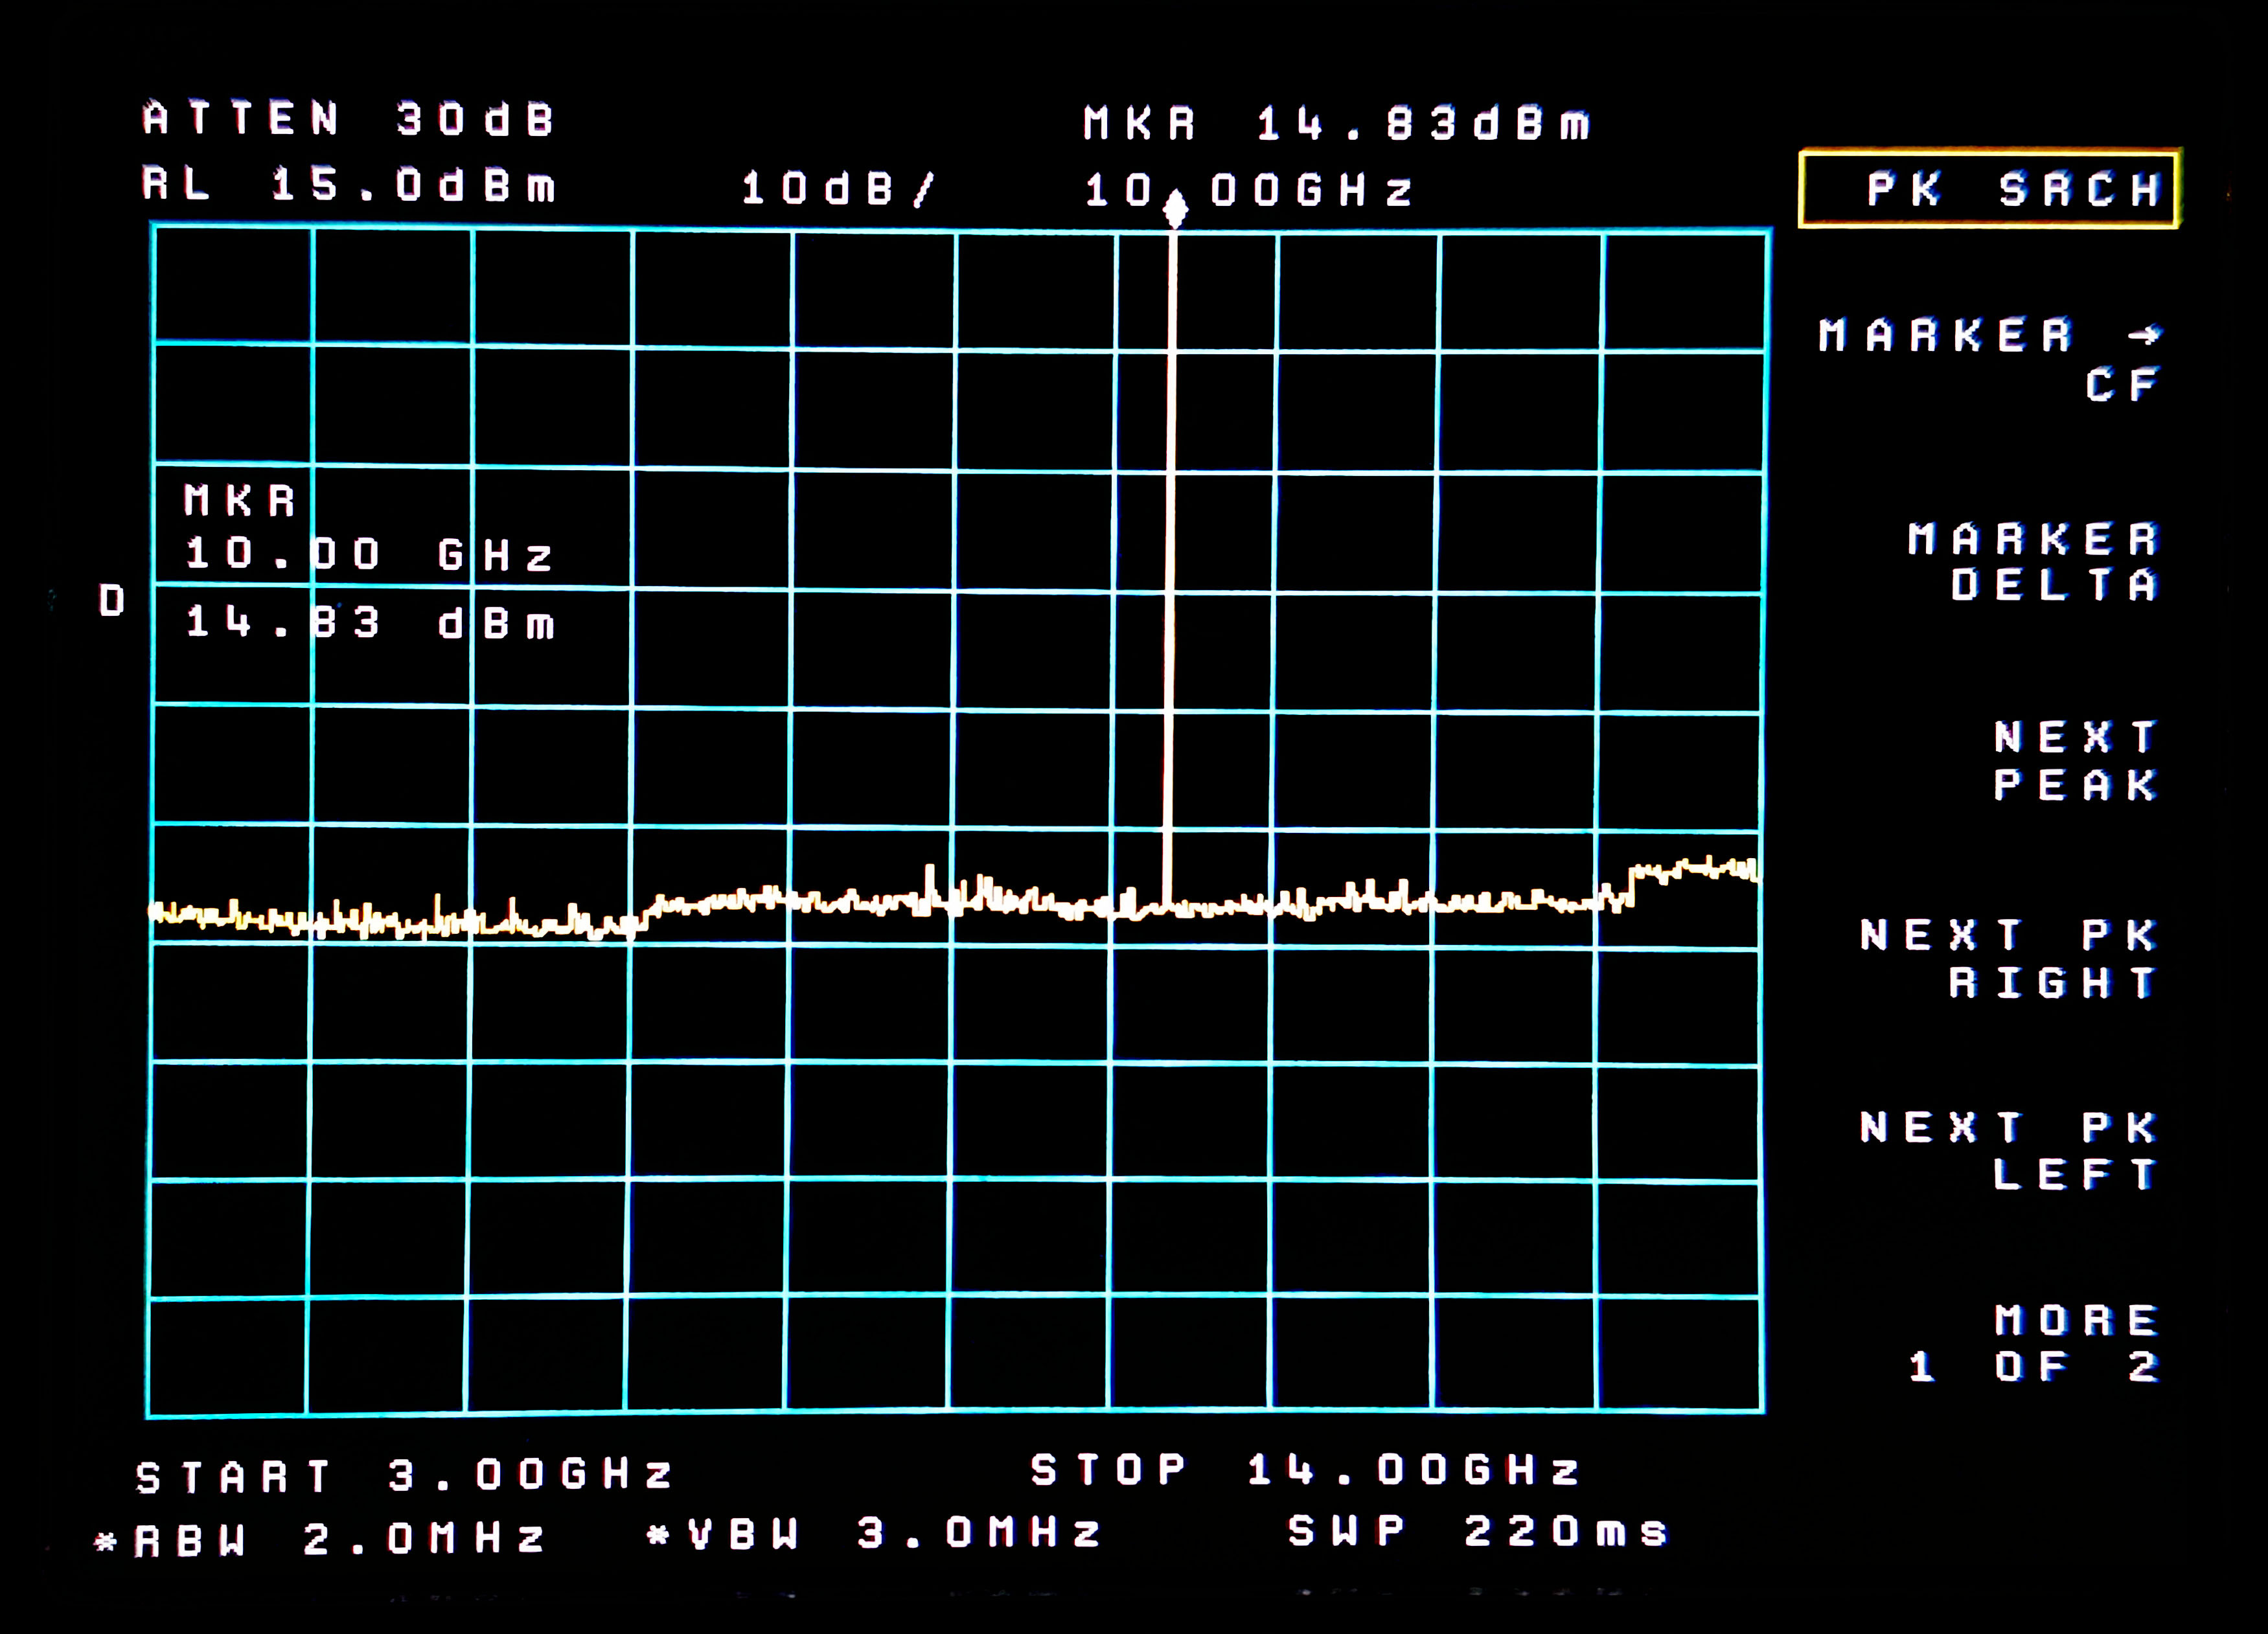 ATTEN 30dB
MKR 14.83dBm
RL 15.0dBm
10dB/
10.00GHz
PK SRCH
MARKER →
CF
MKR
10.00 GHz
14.83 dBm
D
MARKER
DELTA
NEXT
PEAK
NEXT PK
RIGHT
NEXT PK
LEFT
MORE
1 OF 2
START 3.00GHz
STOP 14.00GHz
*RBW 2.0MHz
*VBW 3.0MHz
SWP 220ms